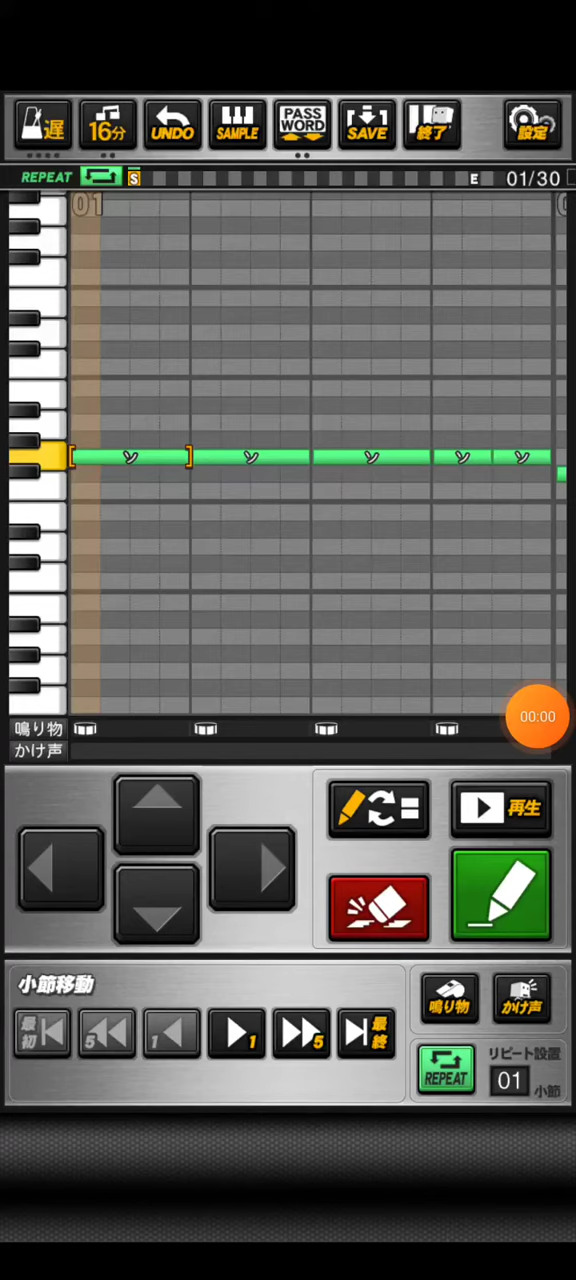 遅 16分 UNDO SAMPLE PASS WORD SAVE 終了 設定
REPEAT S E 01/30
01
ソ ソ ソ ソ ソ
00:00
鳴り物
かけ声
再生
小節移動
最初 5 1 1 5 最終
鳴り物 かけ声
REPEAT リピート設置 01 小節